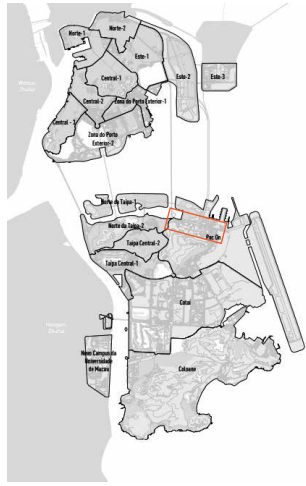 Norte-1
Norte-2
Este-1
Este-2
Este-3
Central-1
Central-2
Zona do Porto Exterior-1
Central - 3
Zona do Porto
Exterior-2
Norte da Taipa-1
Norte da Taipa-2
Pac On
Taipa Central-2
Taipa Central-1
Cotai
Novo Campus da
Universidade
de Macau
Coloane